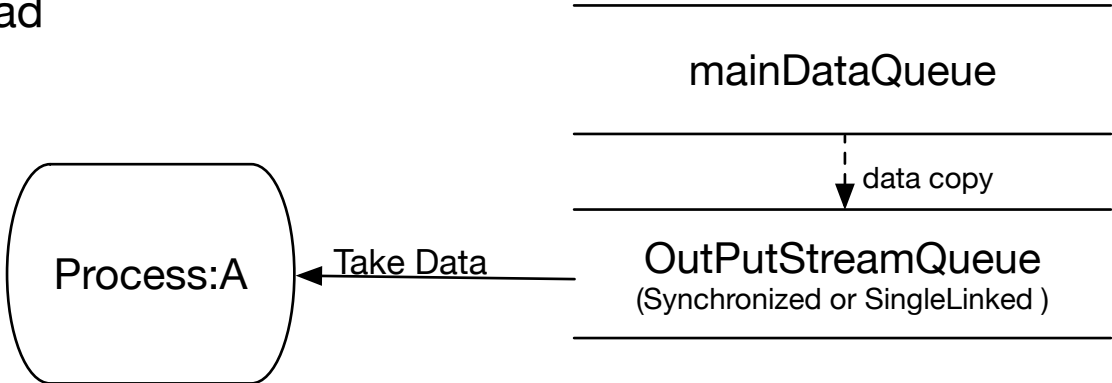 ad
mainDataQueue
data copy
Take Data
OutPutStreamQueue
Process:A
(Synchronized or SingleLinked )